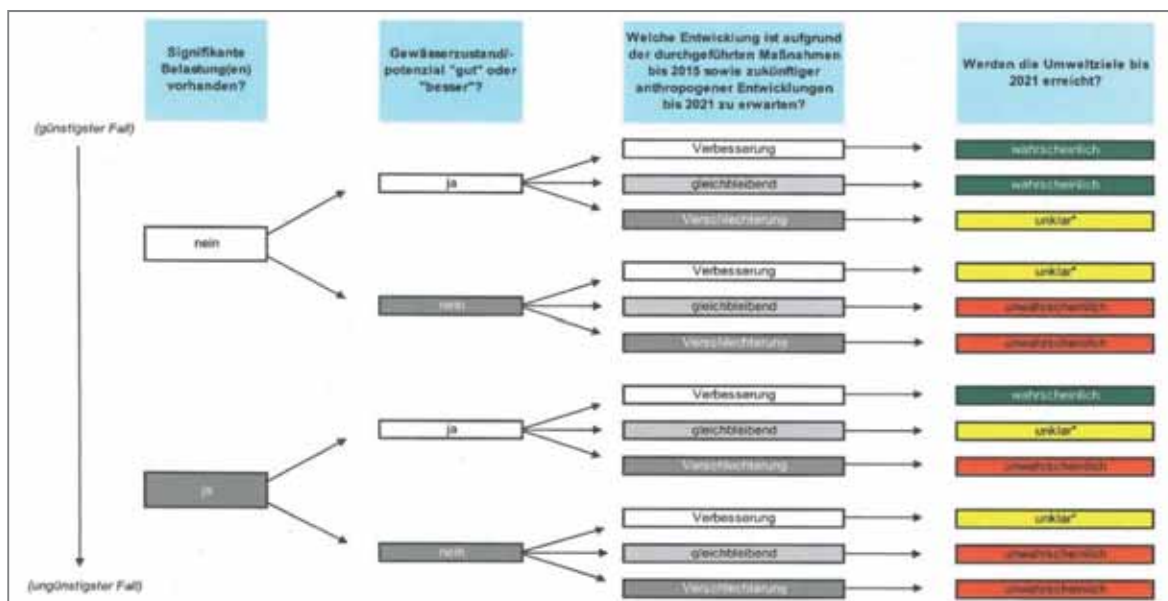 Signifikante
Belastung(en)
vorhanden?
Gewässerzustand/-
potenzial "gut" oder
"besser"?
Welche Entwicklung ist aufgrund
der durchgeführten Maßnahmen
bis 2015 sowie zukünftiger
anthropogener Entwicklungen
bis 2021 zu erwarten?
Werden die Umweltziele bis
2021 erreicht?
(günstigster Fall)
nein
ja
Verbesserung
wahrscheinlich
gleichbleibend
wahrscheinlich
Verschlechterung
unklar*
nein
Verbesserung
unklar*
gleichbleibend
unwahrscheinlich
Verschlechterung
unwahrscheinlich
ja
ja
Verbesserung
wahrscheinlich
gleichbleibend
unklar*
Verschlechterung
unwahrscheinlich
nein
Verbesserung
unklar*
gleichbleibend
unwahrscheinlich
Verschlechterung
unwahrscheinlich
(ungünstigster Fall)